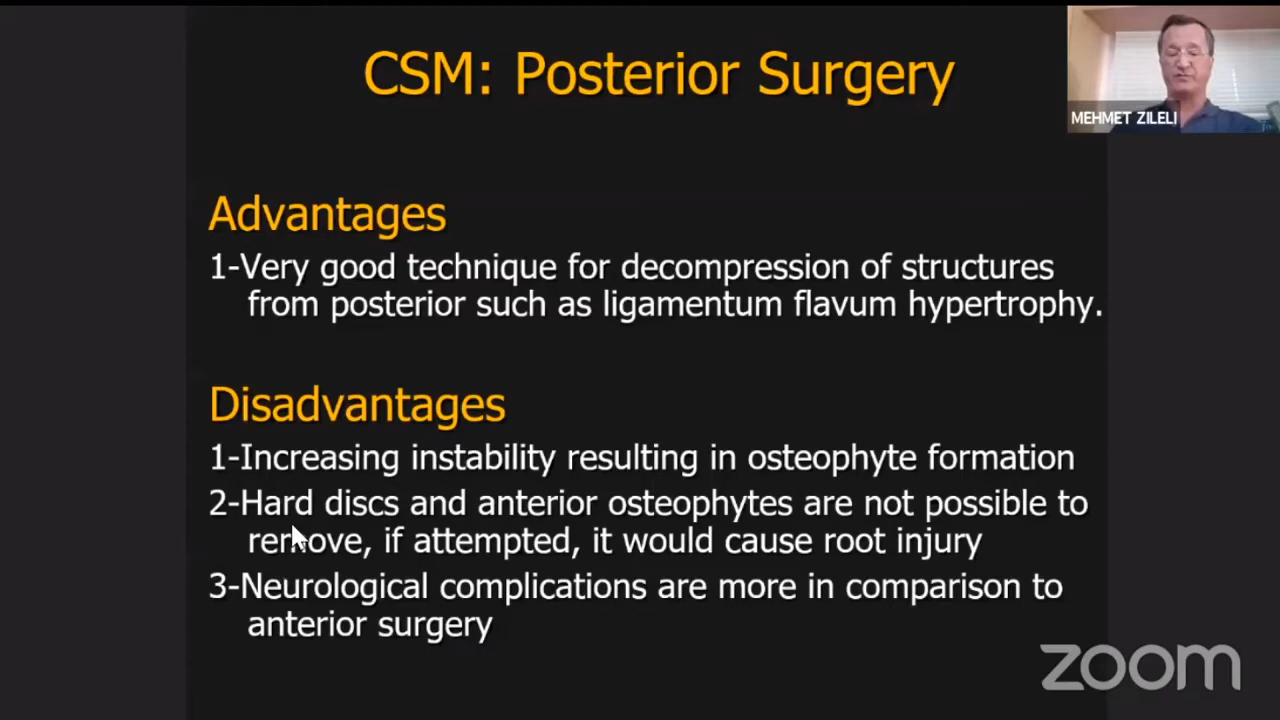 CSM: Posterior Surgery
MEHMET ZILELI
Advantages
1-Very good technique for decompression of structures
from posterior such as ligamentum flavum hypertrophy.
Disadvantages
1-Increasing instability resulting in osteophyte formation
2-Hard discs and anterior osteophytes are not possible to
remove, if attempted, it would cause root injury
3-Neurological complications are more in comparison to
anterior surgery
zoom